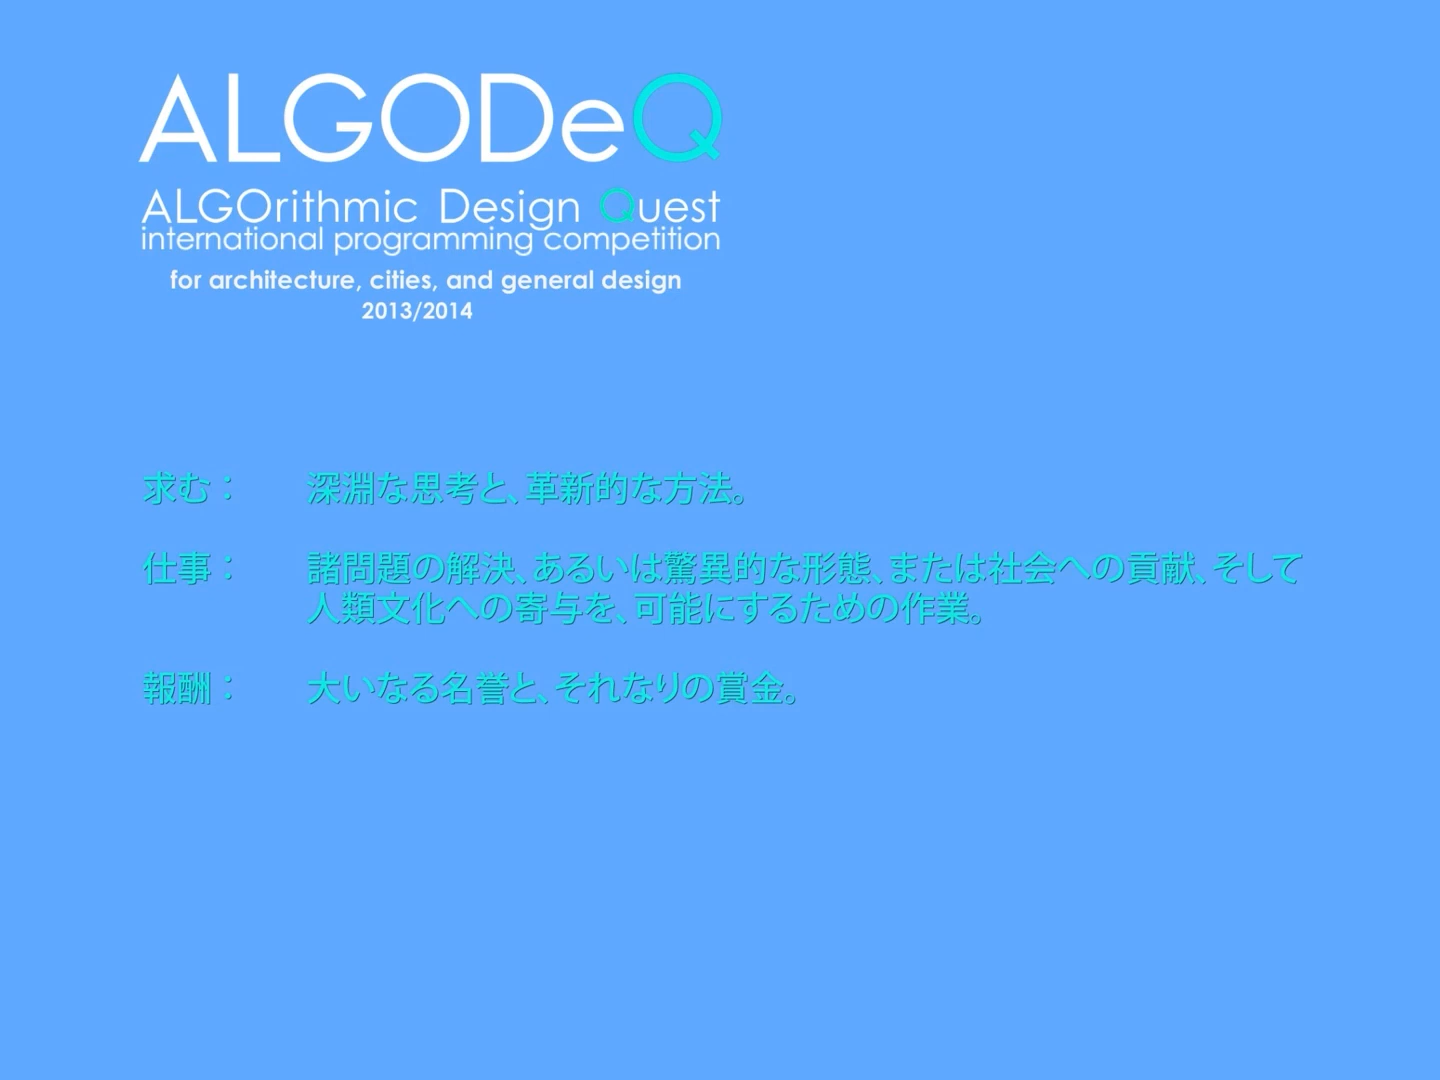 ALGODeQ
ALGOrithmic Design Quest
international programming competition
for architecture, cities, and general design
2013/2014
求む： 深淵な思考と、革新的な方法。
仕事： 諸問題の解決、あるいは驚異的な形態、または社会への貢献、そして
人類文化への寄与を、可能にするための作業。
報酬： 大いなる名誉と、それなりの賞金。